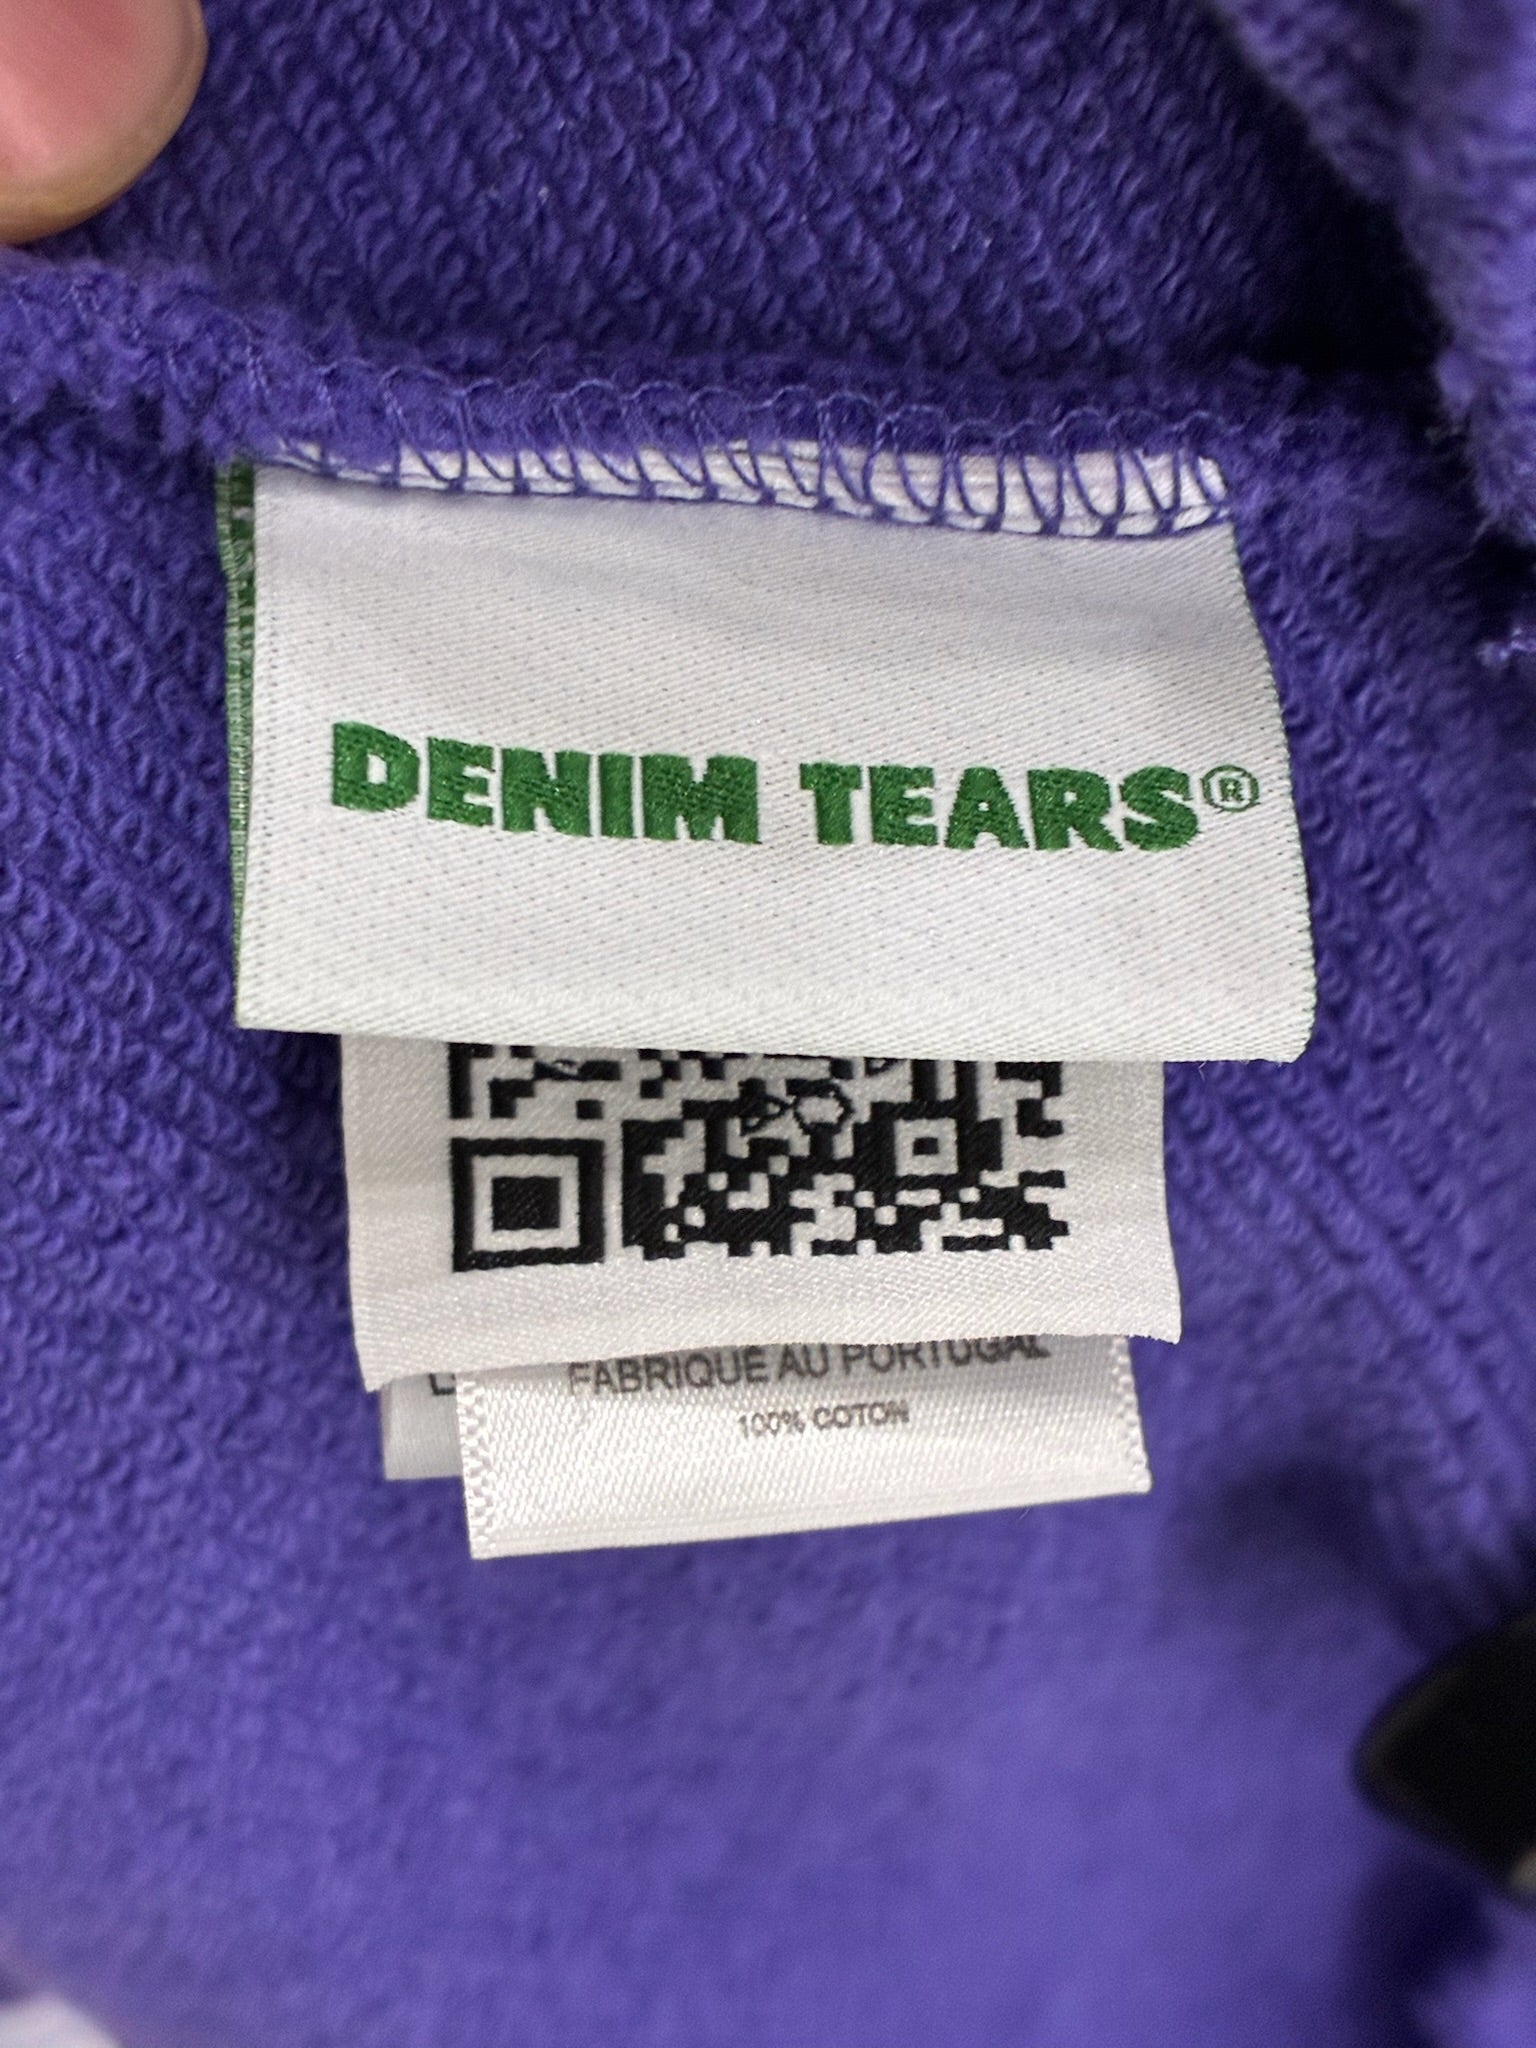 DENIM TEARS®
FABRIQUE AU PORTUGAL
100% COTON